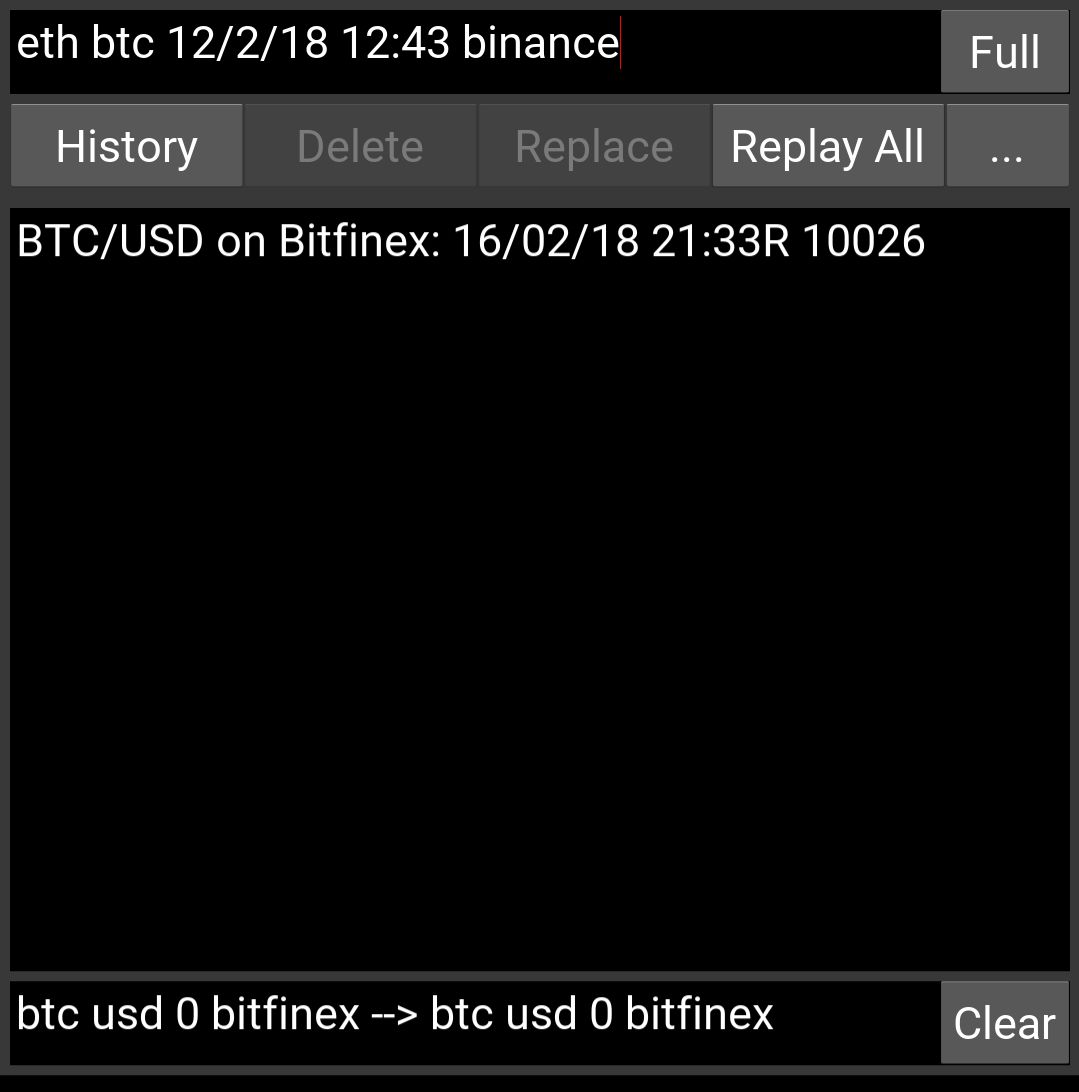 eth btc 12/2/18 12:43 binance
Full
History
Delete
Replace
Replay All
...
BTC/USD on Bitfinex: 16/02/18 21:33R 10026
btc usd 0 bitfinex --> btc usd 0 bitfinex
Clear